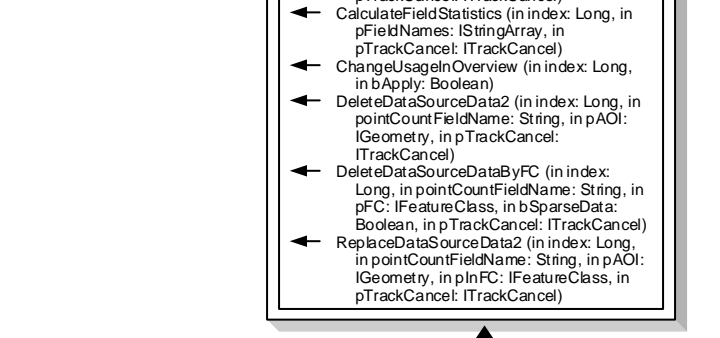 pTrackCancel: ITrackCancel)
CalculateFieldStatistics (in index: Long, in
pFieldNames: IStringArray, in
pTrackCancel: ITrackCancel)
ChangeUsageInOverview (in index: Long,
in bApply: Boolean)
DeleteDataSourceData2 (in index: Long, in
pointCountFieldName: String, in pAOI:
IGeometry, in pTrackCancel:
ITrackCancel)
DeleteDataSourceDataByFC (in index:
Long, in pointCountFieldName: String, in
pFC: IFeatureClass, in bSparseData:
Boolean, in pTrackCancel: ITrackCancel)
ReplaceDataSourceData2 (in index: Long,
in pointCountFieldName: String, in pAOI:
IGeometry, in pInFC: IFeatureClass, in
pTrackCancel: ITrackCancel)